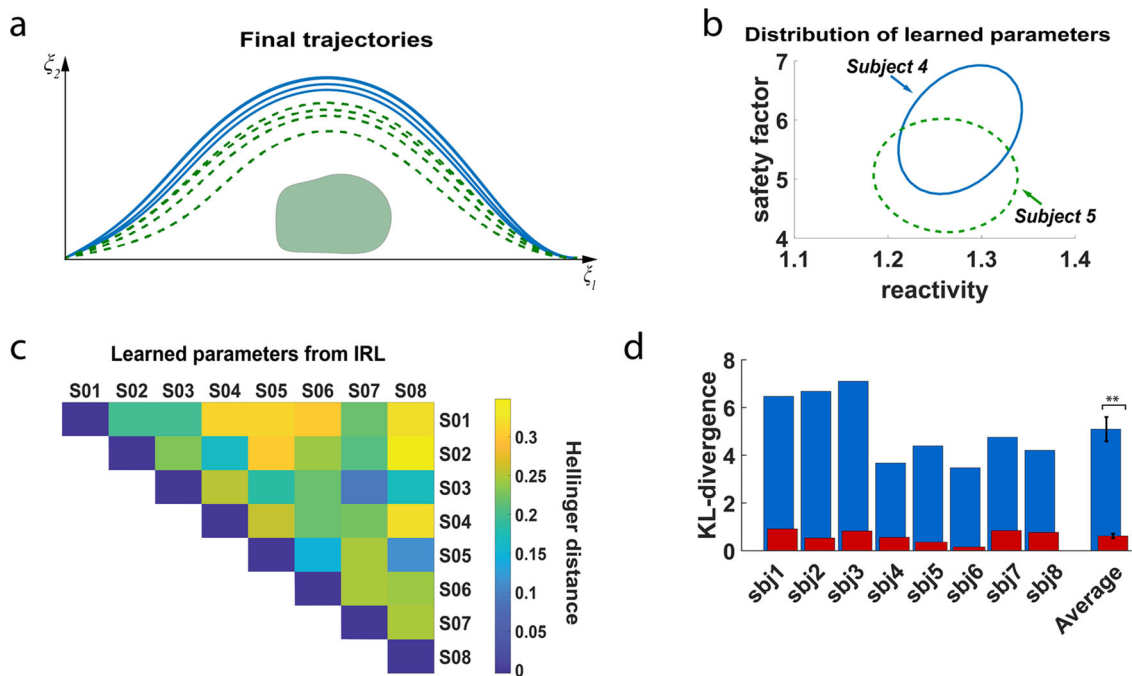 a
Final trajectories
ξ2
ξ1
b
Distribution of learned parameters
Subject 4
Subject 5
safety factor
7
6
5
4
1.1 1.2 1.3 1.4
reactivity
c
Learned parameters from IRL
S01 S02 S03 S04 S05 S06 S07 S08
S01
S02
S03
S04
S05
S06
S07
S08
0.3
0.25
0.2
0.15
0.1
0.05
0
Hellinger distance
d
KL-divergence
8
6
4
2
0
**
sbj1 sbj2 sbj3 sbj4 sbj5 sbj6 sbj7 sbj8 Average